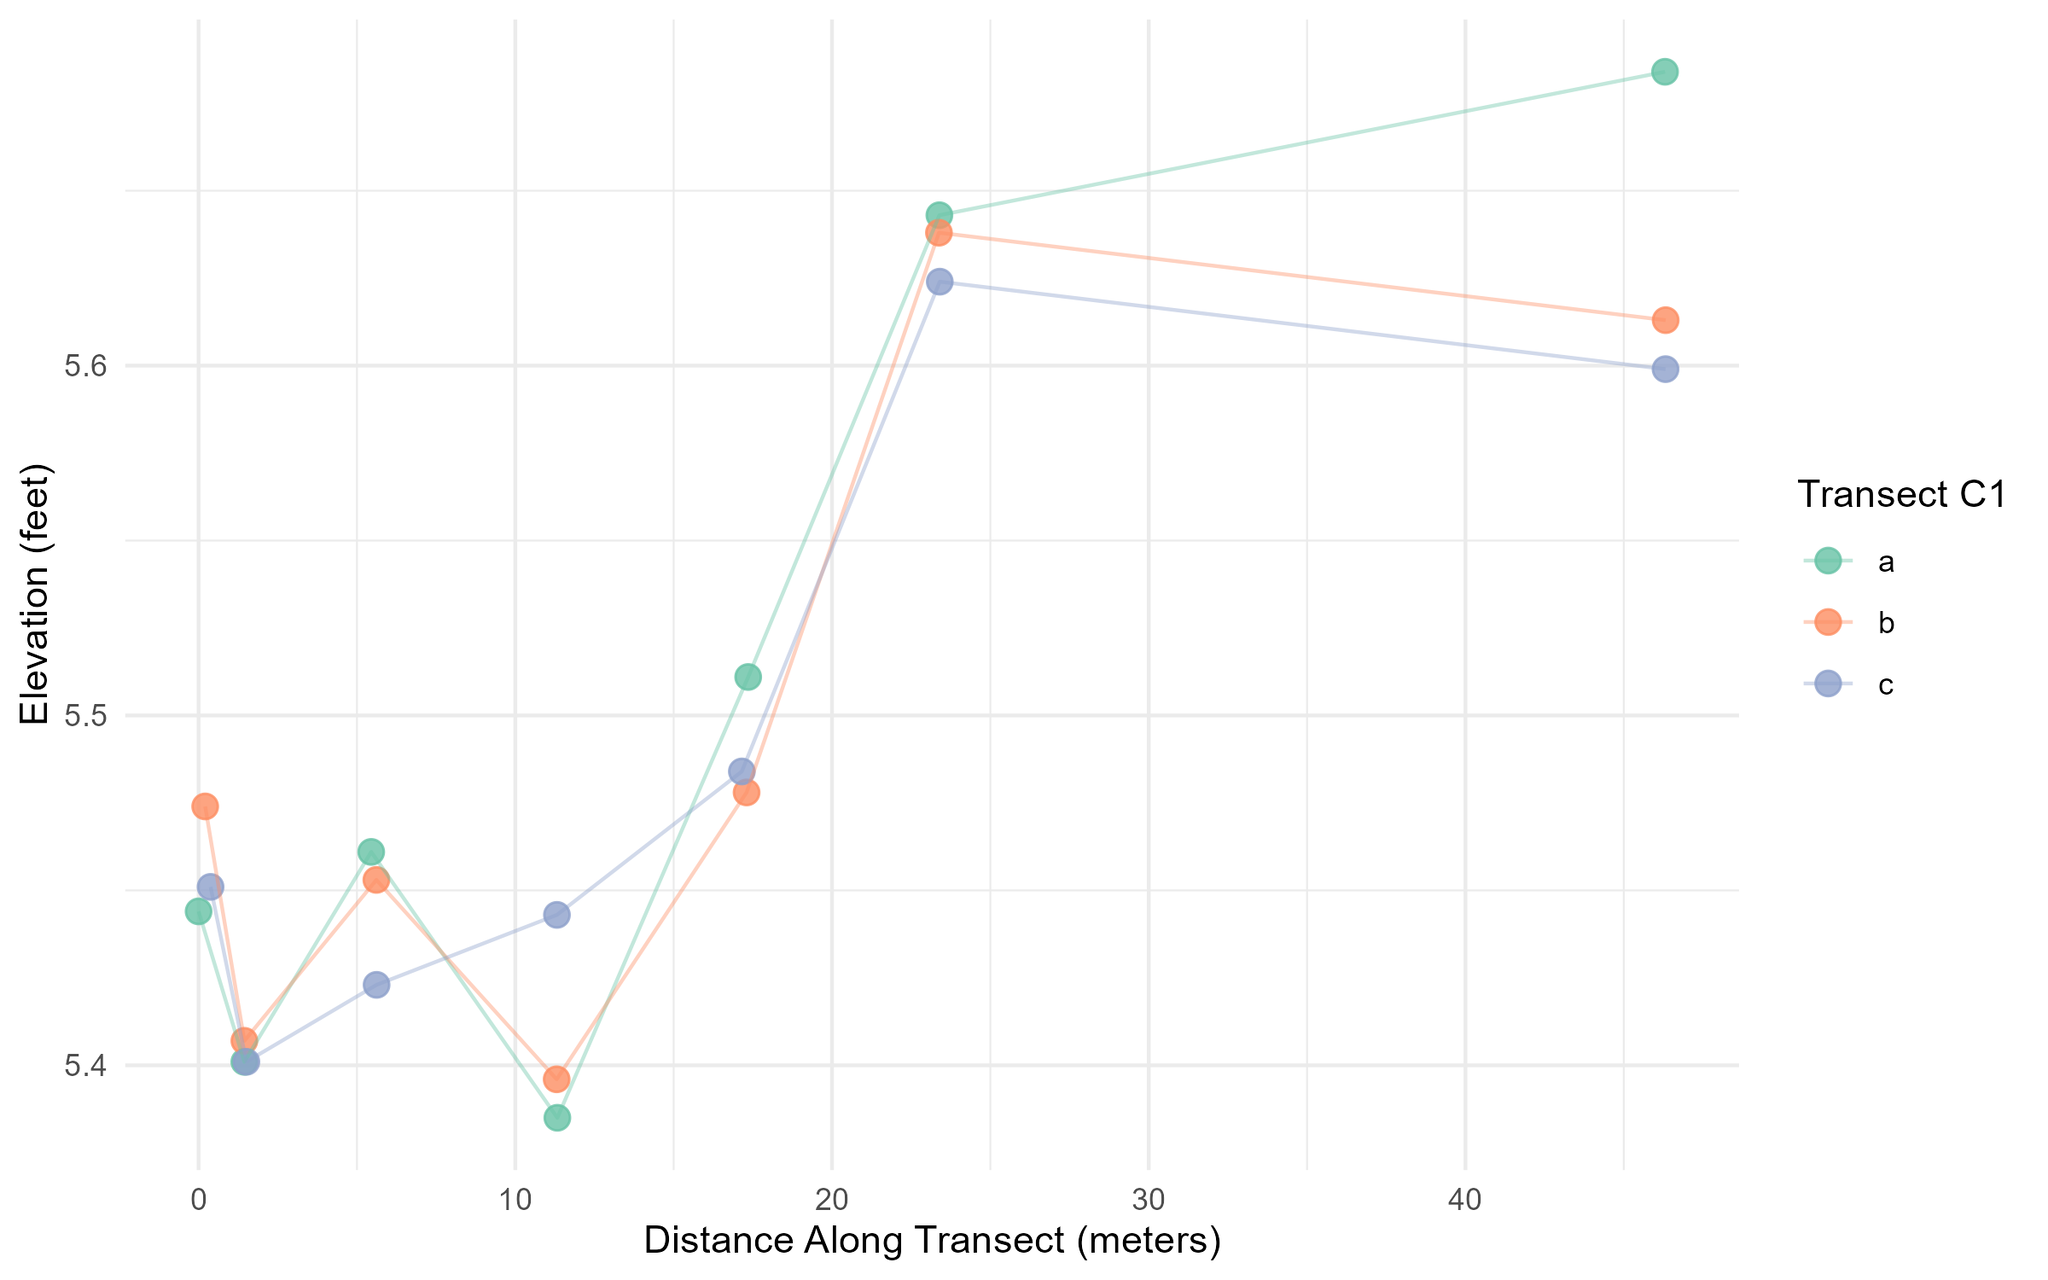 5.6
5.5
5.4
Elevation (feet)
0 10 20 30 40
Distance Along Transect (meters)
Transect C1
a
b
c